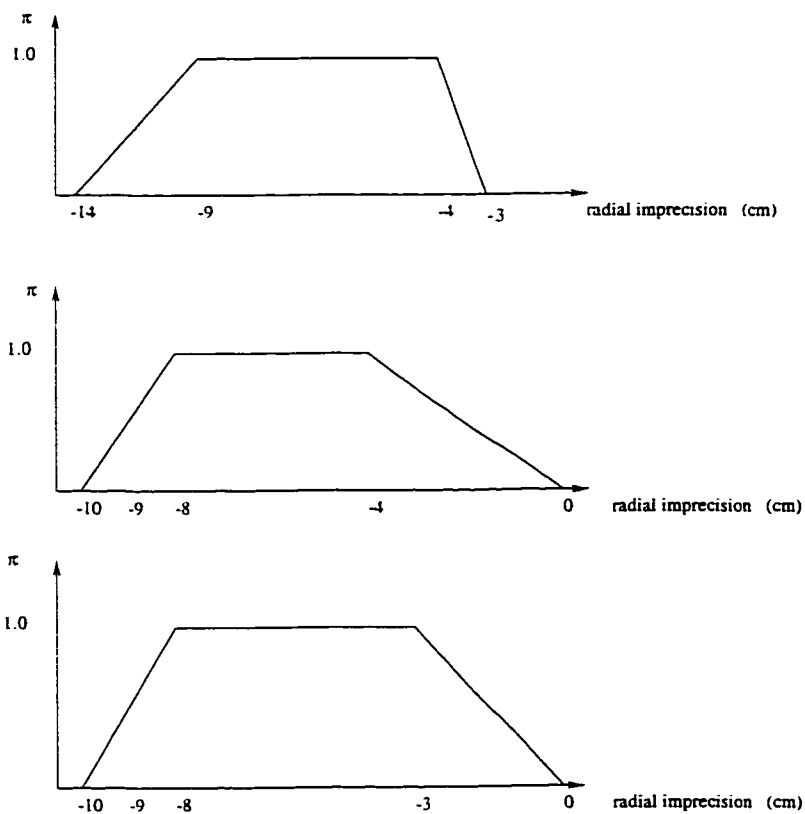 π
1.0
-14 -9 -4 -3 radial imprecision (cm)
π
1.0
-10 -9 -8 -4 0 radial imprecision (cm)
π
1.0
-10 -9 -8 -3 0 radial imprecision (cm)